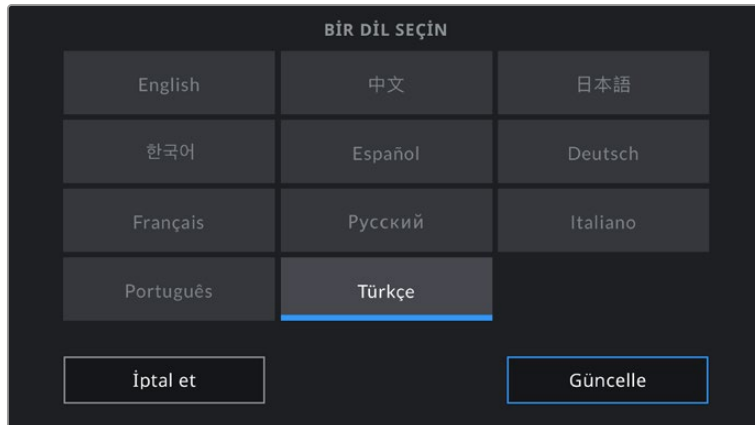 BİR DİL SEÇİN
English 中文 日本語
한국어 Español Deutsch
Français Русский Italiano
Português Türkçe
İptal et Güncelle